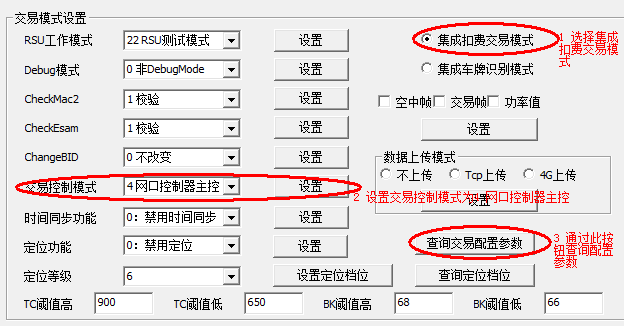 交易模式设置
RSU工作模式 22 RSU测试模式 设置
集成扣费交易模式
1 选择集成
扣费交易模
式
Debug模式 0 非DebugMode 设置
集成车牌识别模式
CheckMac2 1 校验 设置
空中帧 交易帧 功率值
CheckEsam 1 校验 设置
设置
ChangeBID 0 不改变 设置
数据上传模式
不上传 Tcp上传 4G上传
交易控制模式 4 网口控制器主控 设置
设置
2 设置交易控制模式为 网口控制器主控
时间同步功能 0：禁用时间同步 设置
定位功能 0：禁用定位 设置
查询交易配置参数
3 通过此按
钮查询配置
参数
定位等级 6 设置定位档位 查询定位档位
TC阈值高 900 TC阈值低 650 BK阈值高 68 BK阈值低 66